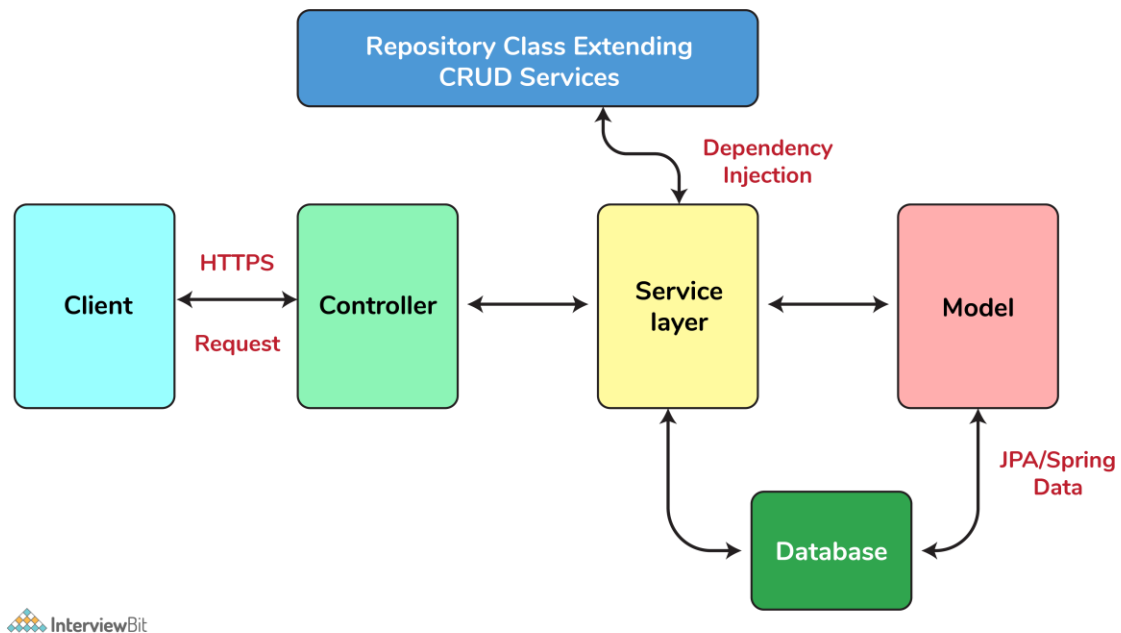 Repository Class Extending
CRUD Services
Dependency
Injection
Client
HTTPS
Request
Controller
Service
layer
Model
JPA/Spring
Data
Database
InterviewBit